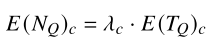 E(N_Q)_c = λ_c · E(T_Q)_c